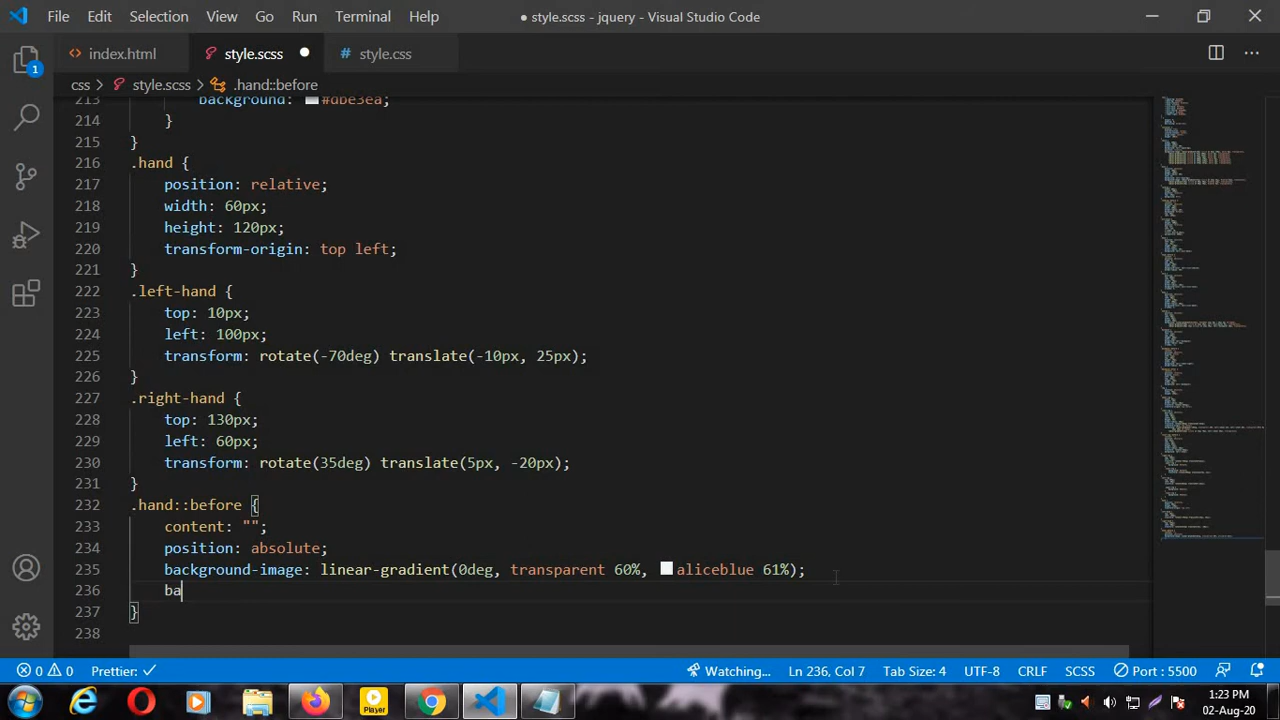 File Edit Selection View Go Run Terminal Help
● style.scss - jquery - Visual Studio Code
index.html style.scss style.css
css > style.scss > .hand::before
213 background: #dbe3ea;
214 }
215 }
216 .hand {
217 position: relative;
218 width: 60px;
219 height: 120px;
220 transform-origin: top left;
221 }
222 .left-hand {
223 top: 10px;
224 left: 100px;
225 transform: rotate(-70deg) translate(-10px, 25px);
226 }
227 .right-hand {
228 top: 130px;
229 left: 60px;
230 transform: rotate(35deg) translate(3px, -20px);
231 }
232 .hand::before {
233 content: "";
234 position: absolute;
235 background-image: linear-gradient(0deg, transparent 60%, aliceblue 61%);
236 ba
237 }
238
1
0 0 Prettier: ✓ Watching... Ln 236, Col 7 Tab Size: 4 UTF-8 CRLF SCSS Port : 5500
Player
1:23 PM
02-Aug-20